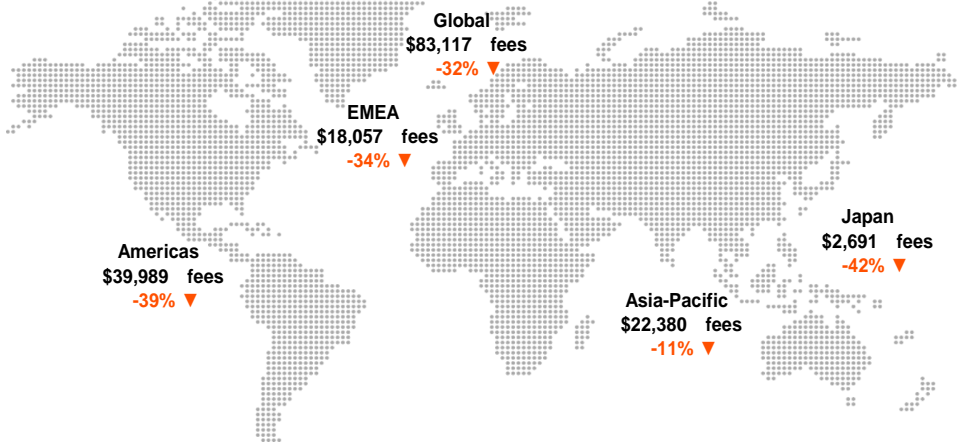 Global
$83,117 fees
-32% ▼
EMEA
$18,057 fees
-34% ▼
Japan
$2,691 fees
-42% ▼
Americas
$39,989 fees
-39% ▼
Asia-Pacific
$22,380 fees
-11% ▼